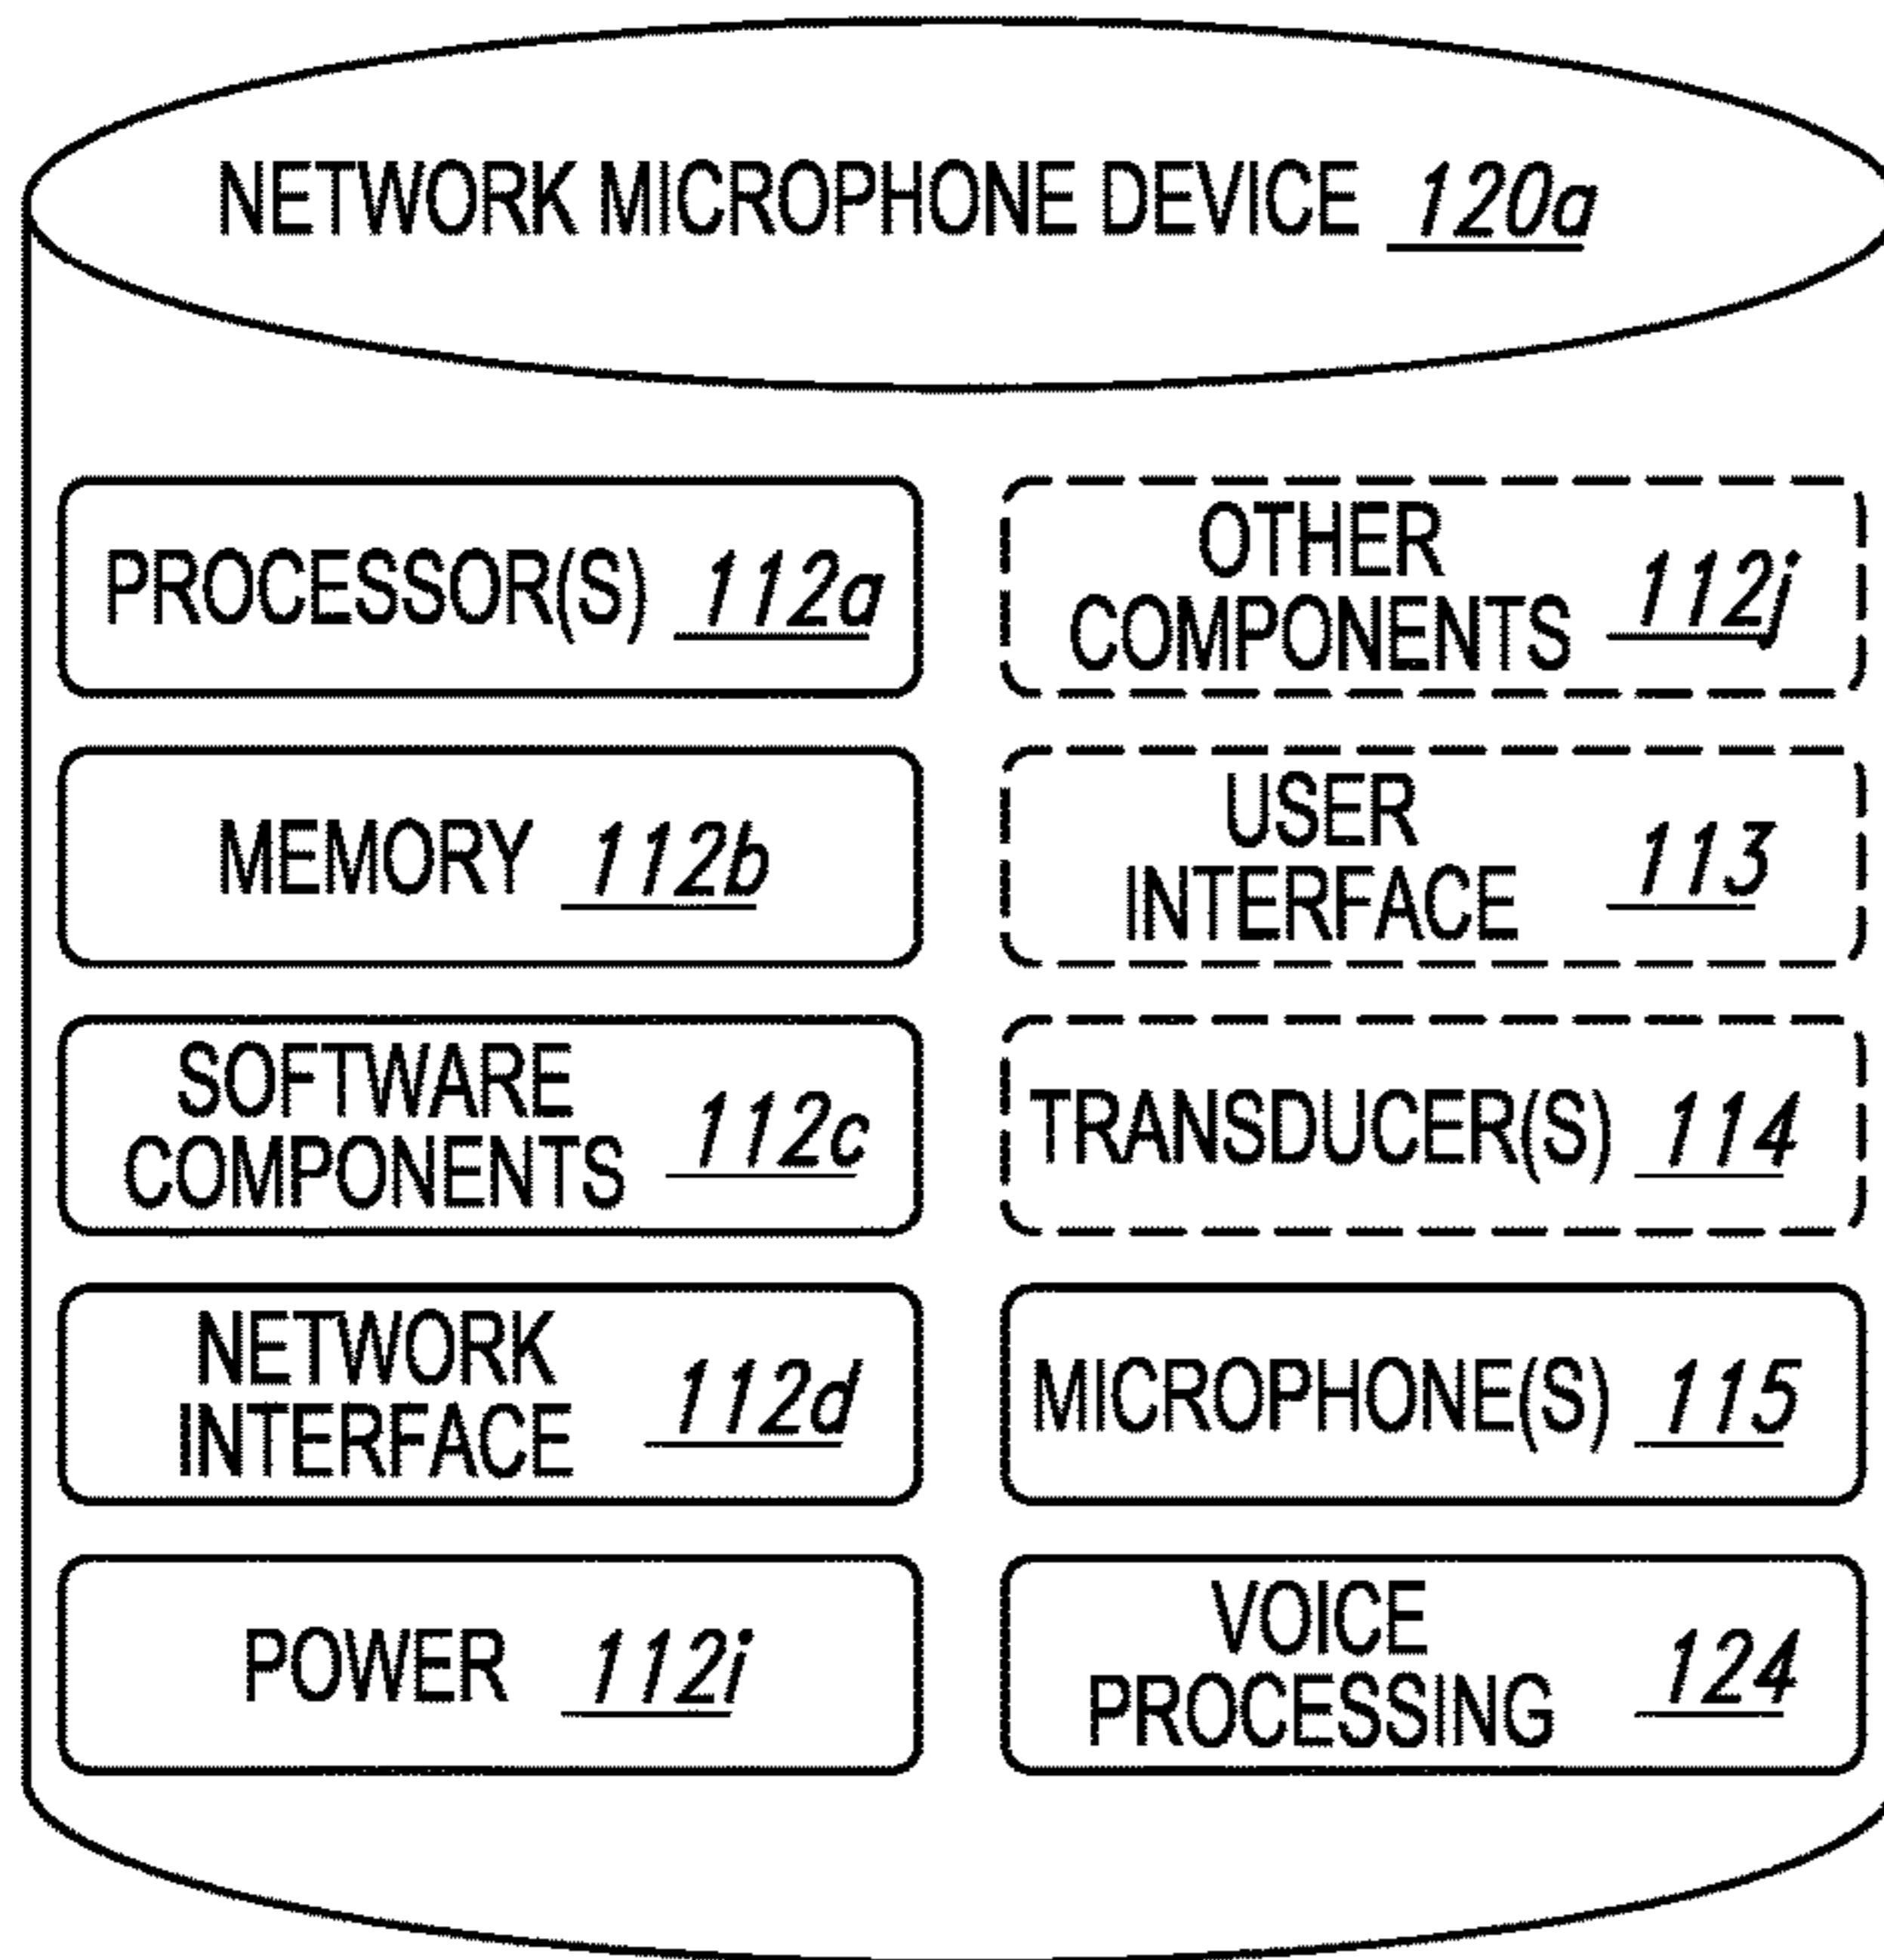 NETWORK MICROPHONE DEVICE 120a
PROCESSOR(S) 112a
MEMORY 112b
SOFTWARE
COMPONENTS 112c
NETWORK
INTERFACE 112d
POWER 112i
OTHER
COMPONENTS 112j
USER
INTERFACE 113
TRANSDUCER(S) 114
MICROPHONE(S) 115
VOICE
PROCESSING 124